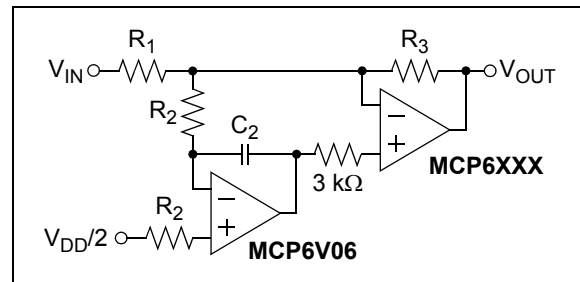 R1
R3
VIN
VOUT
R2
C2
3 kΩ
MCP6XXX
R2
VDD/2
MCP6V06